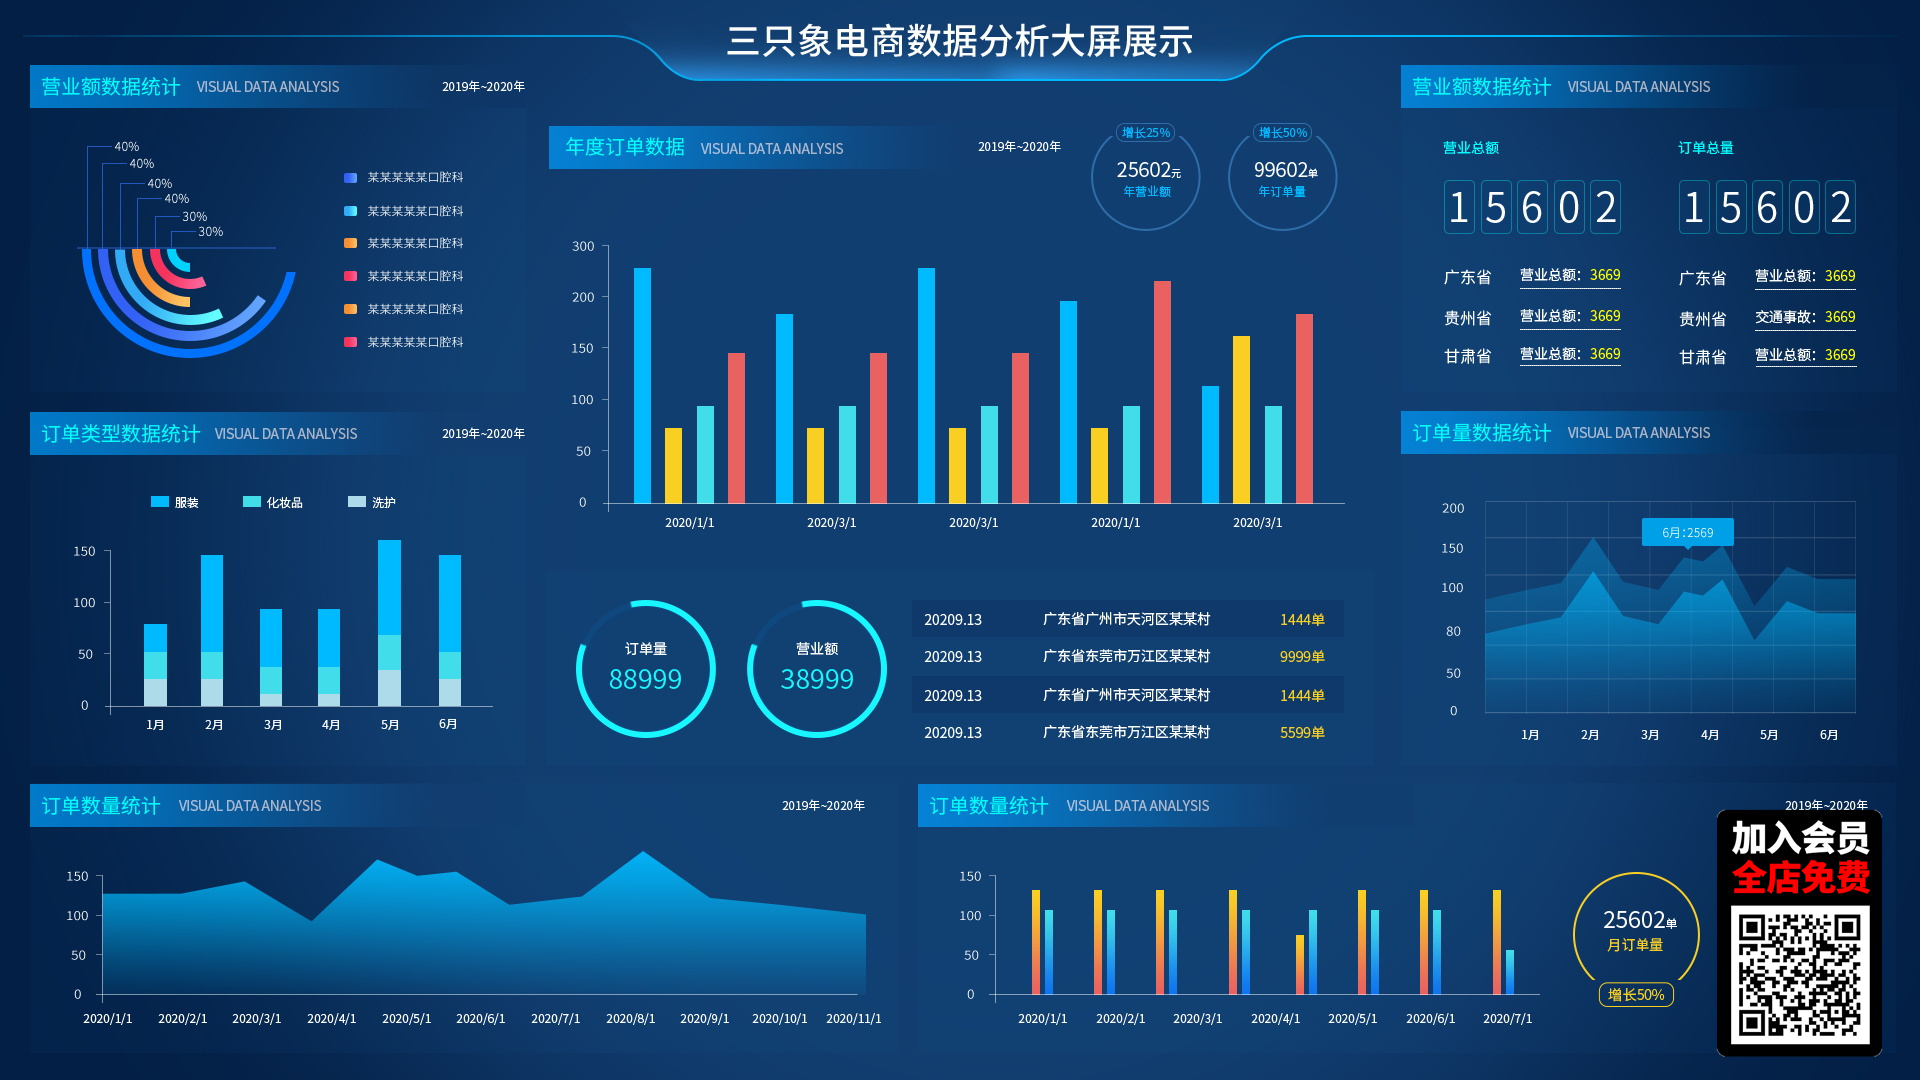 三只象电商数据分析大屏展示
营业额数据统计 VISUAL DATA ANALYSIS 2019年~2020年
40%
40%
40%
40%
30%
30%
某某某某某口腔科
某某某某某口腔科
某某某某某口腔科
某某某某某口腔科
某某某某某口腔科
某某某某某口腔科
订单类型数据统计 VISUAL DATA ANALYSIS 2019年~2020年
服装 化妆品 洗护
150
100
50
0
1月 2月 3月 4月 5月 6月
年度订单数据 VISUAL DATA ANALYSIS 2019年~2020年
增长25%
25602元
年营业额
增长50%
99602单
年订单量
300
200
150
100
50
0
2020/1/1 2020/3/1 2020/3/1 2020/1/1 2020/3/1
订单量
88999
营业额
38999
20209.13 广东省广州市天河区某某村 1444单
20209.13 广东省东莞市万江区某某村 9999单
20209.13 广东省广州市天河区某某村 1444单
20209.13 广东省东莞市万江区某某村 5599单
营业额数据统计 VISUAL DATA ANALYSIS
营业总额
15602
广东省 营业总额：3669
贵州省 营业总额：3669
甘肃省 营业总额：3669
订单总量
15602
广东省 营业总额：3669
贵州省 交通事故：3669
甘肃省 营业总额：3669
订单量数据统计 VISUAL DATA ANALYSIS
200
150
100
80
50
0
6月：2569
1月 2月 3月 4月 5月 6月
订单数量统计 VISUAL DATA ANALYSIS 2019年~2020年
150
100
50
0
2020/1/1 2020/2/1 2020/3/1 2020/4/1 2020/5/1 2020/6/1 2020/7/1 2020/8/1 2020/9/1 2020/10/1 2020/11/1
订单数量统计 VISUAL DATA ANALYSIS 2019年~2020年
150
100
50
0
2020/1/1 2020/2/1 2020/3/1 2020/4/1 2020/5/1 2020/6/1 2020/7/1
25602单
月订单量
增长50%
加入会员
全店免费